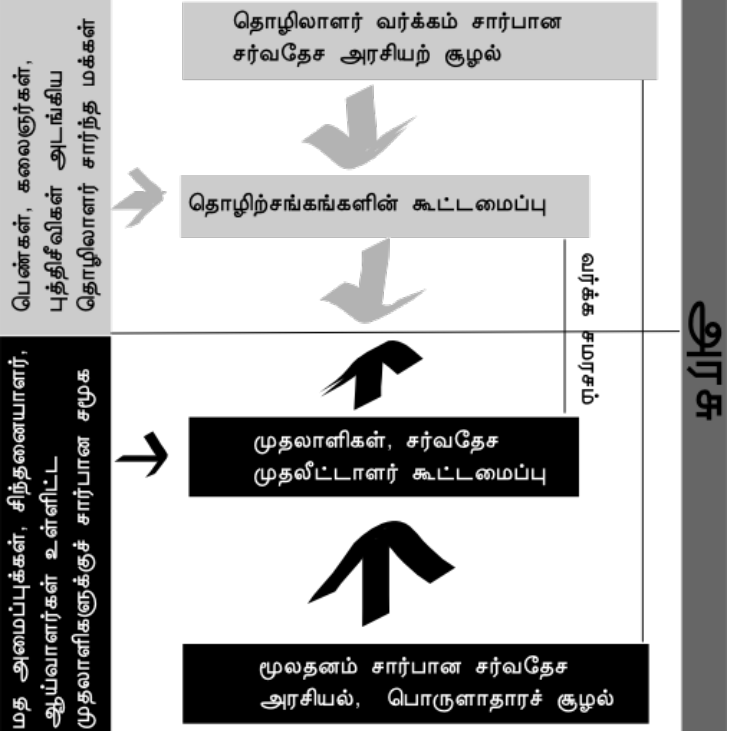 தொழிலாளர் வர்க்கம் சார்பான
சர்வதேச அரசியற் சூழல்
பெண்கள், கலைஞர்கள்,
புத்திசீவிகள் அடங்கிய
தொழிலாளர் சார்ந்த மக்கள்
தொழிற்சங்கங்களின் கூட்டமைப்பு
வர்க்க சமரசம்
அரசு
மத அமைப்புக்கள், சிந்தனையாளர்,
ஆய்வாளர்கள் உள்ளிட்ட
முதலாளிகளுக்குச் சார்பான சமூக
முதலாளிகள், சர்வதேச
முதலீட்டாளர் கூட்டமைப்பு
மூலதனம் சார்பான சர்வதேச
அரசியல், பொருளாதாரச் சூழல்